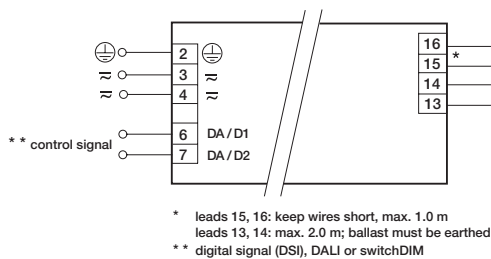 2
3
4
6 DA / D1
7 DA / D2
16
15 *
14
13
* * control signal
* leads 15, 16: keep wires short, max. 1.0 m
leads 13, 14: max. 2.0 m; ballast must be earthed
* * digital signal (DSI), DALI or switchDIM